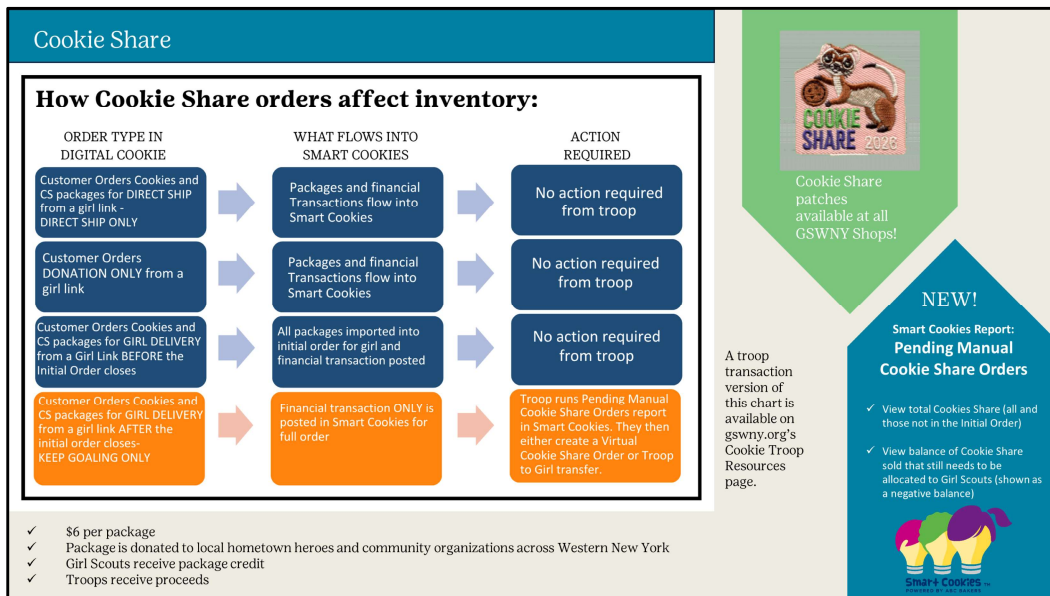 Cookie Share
How Cookie Share orders affect inventory:
ORDER TYPE IN
DIGITAL COOKIE
WHAT FLOWS INTO
SMART COOKIES
ACTION
REQUIRED
Customer Orders Cookies and
CS packages for DIRECT SHIP
from a girl link -
DIRECT SHIP ONLY
Packages and financial
Transactions flow into
Smart Cookies
No action required
from troop
Customer Orders
DONATION ONLY from a
girl link
Packages and financial
Transactions flow into
Smart Cookies
No action required
from troop
Customer Orders Cookies and
CS packages for GIRL DELIVERY
from a Girl Link BEFORE the
Initial Order closes
All packages imported into
initial order for girl and
financial transaction posted
No action required
from troop
Customer Orders Cookies and
CS packages for GIRL DELIVERY
from a girl link AFTER the
initial order closes-
KEEP GOALING ONLY
Financial transaction ONLY is
posted in Smart Cookies for
full order
Troop runs Pending Manual
Cookie Share Orders report
in Smart Cookies. They then
either create a Virtual
Cookie Share Order or Troop
to Girl transfer.
✓ $6 per package
✓ Package is donated to local hometown heroes and community organizations across Western New York
✓ Girl Scouts receive package credit
✓ Troops receive proceeds
COOKIE
SHARE 2026
Cookie Share
patches
available at all
GSWNY Shops!
A troop
transaction
version of
this chart is
available on
gswny.org's
Cookie Troop
Resources
page.
NEW!
Smart Cookies Report:
Pending Manual
Cookie Share Orders
✓ View total Cookies Share (all and
those not in the Initial Order)
✓ View balance of Cookie Share
sold that still needs to be
allocated to Girl Scouts (shown as
a negative balance)
Smart Cookies TM
POWERED BY ABC BAKERS